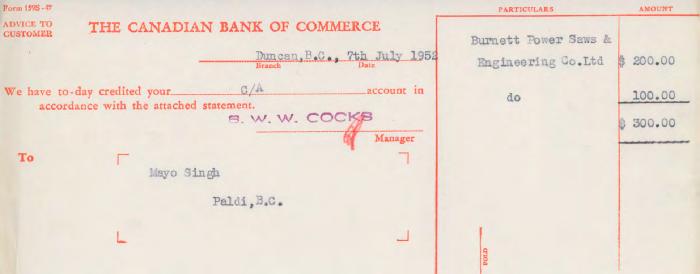 Form 159S-47
ADVICE TO
CUSTOMER
THE CANADIAN BANK OF COMMERCE
Duncan,B.C., 7th July 1952
Branch Date
We have to-day credited your C/A account in
accordance with the attached statement.
S. W. W. COCKS
Manager
To
Mayo Singh
Paldi,B.C.
PARTICULARS AMOUNT
Burnett Power Saws &
Engineering Co.Ltd $ 200.00
do 100.00
$ 300.00
FOLD